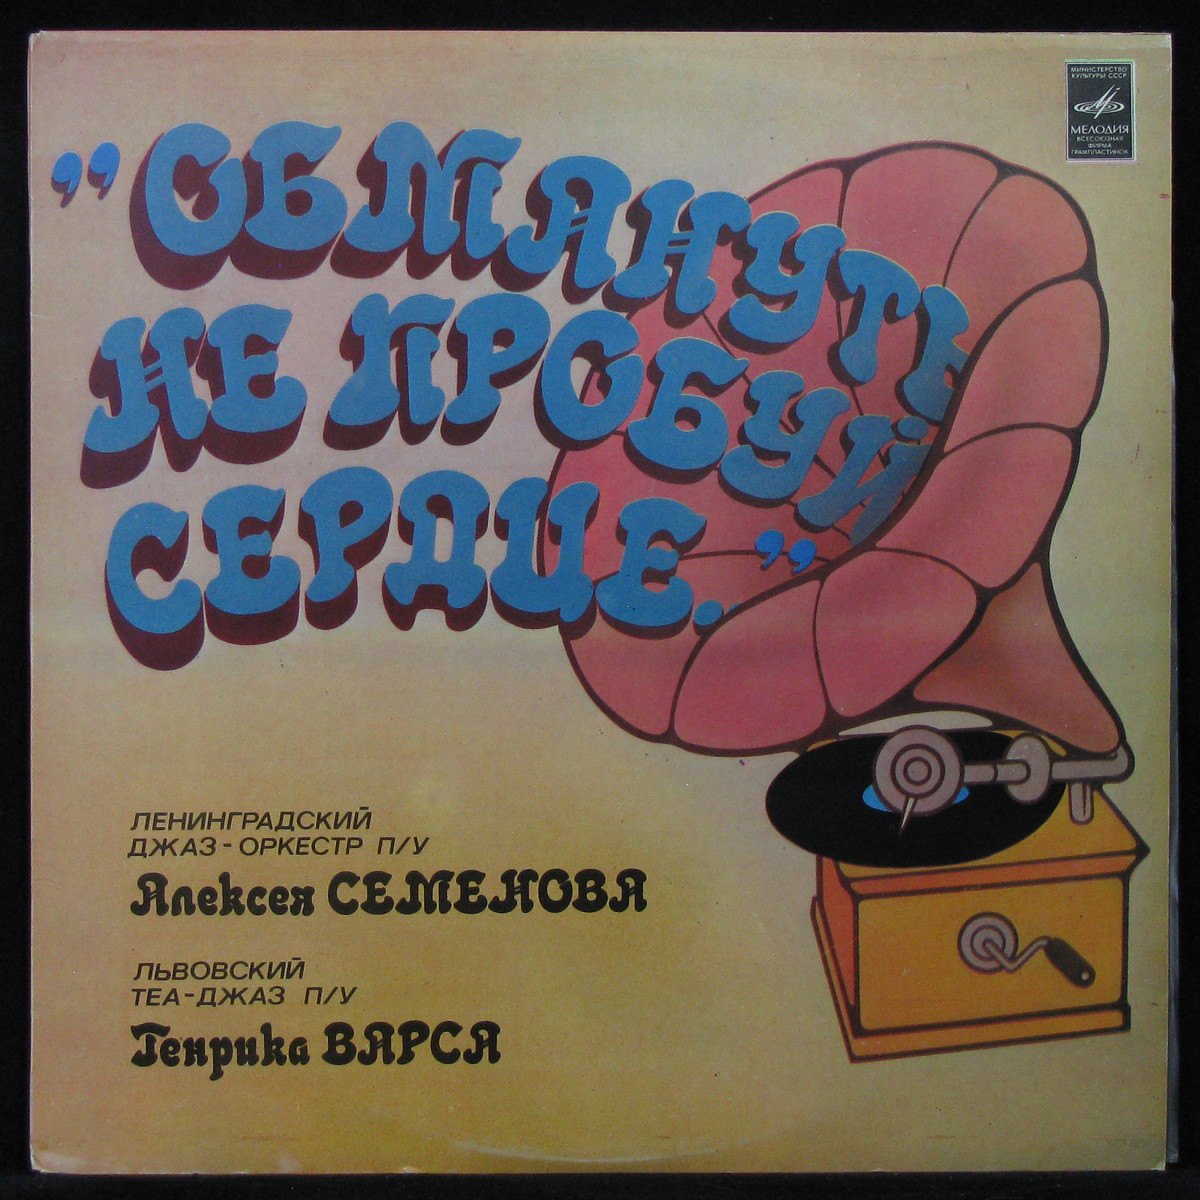 МИНИСТЕРСТВО
КУЛЬТУРЫ СССР
МЕЛОДИЯ
ВСЕСОЮЗНАЯ
ФИРМА
ГРАМПЛАСТИНОК
"ОБМАНУТЬ
НЕ ПРОБУЙ
СЕРДЦЕ..."
ЛЕНИНГРАДСКИЙ
ДЖАЗ-ОРКЕСТР П/У
Алексея СЕМЕНОВА
ЛЬВОВСКИЙ
ТЕА-ДЖАЗ П/У
Генрика ВАРСА